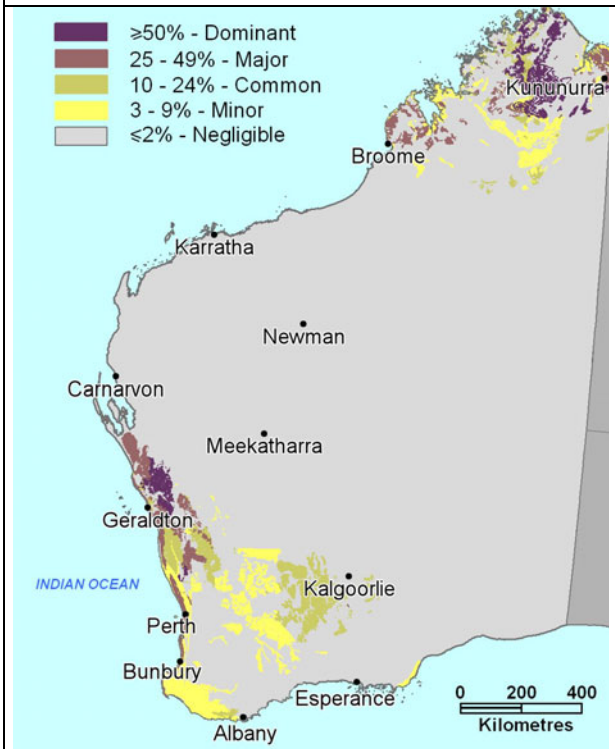 ≥50% - Dominant
25 - 49% - Major
10 - 24% - Common
3 - 9% - Minor
≤2% - Negligible
Kununurra
Broome
Karratha
Newman
Carnarvon
Meekatharra
Geraldton
INDIAN OCEAN
Kalgoorlie
Perth
Bunbury
Esperance
Albany
0 200 400
Kilometres